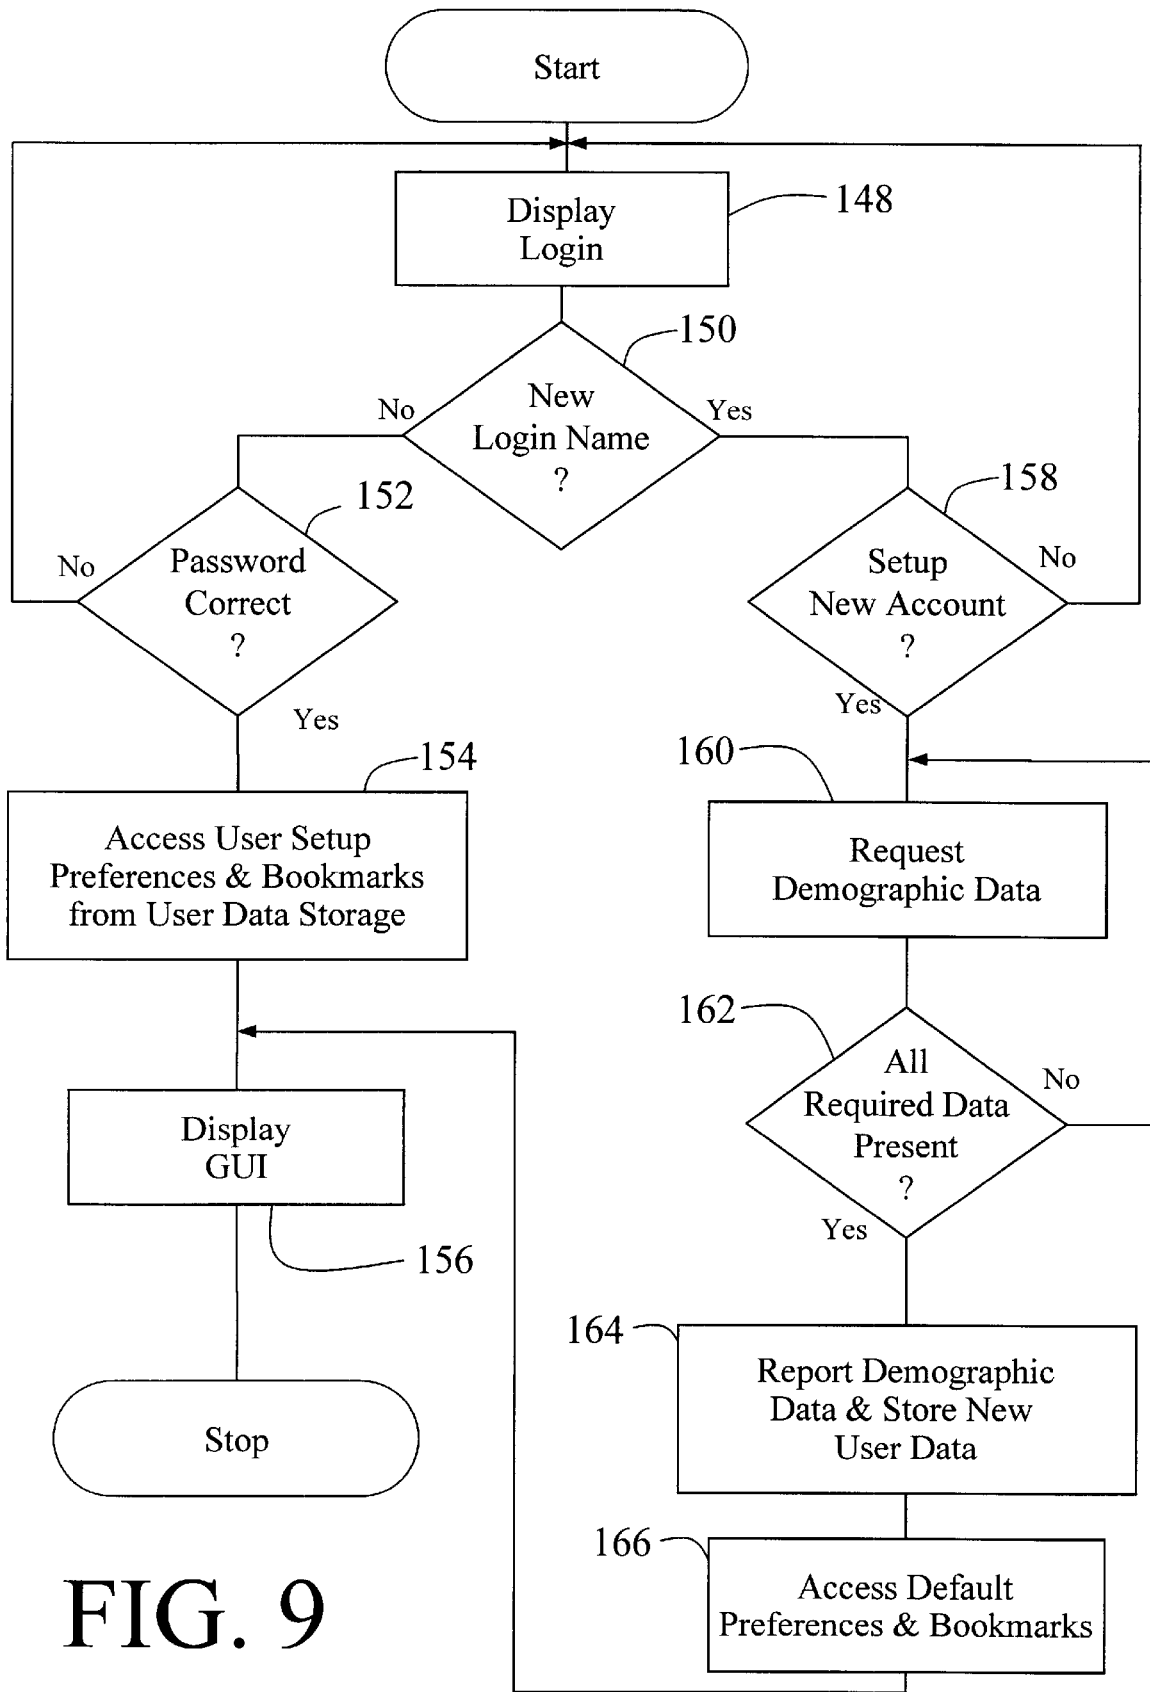 Start
Display
Login
148
150
New
Login Name
?
No
Yes
152
Password
Correct
?
No
Yes
158
Setup
New Account
?
No
Yes
154
Access User Setup
Preferences & Bookmarks
from User Data Storage
160
Request
Demographic Data
162
All
Required Data
Present
?
No
Yes
Display
GUI
156
164
Report Demographic
Data & Store New
User Data
Stop
166
Access Default
Preferences & Bookmarks
FIG. 9